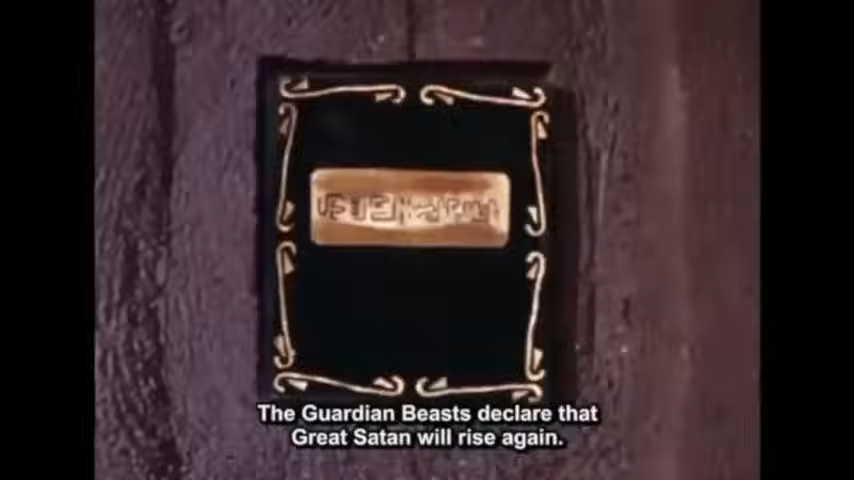 The Guardian Beasts declare that
Great Satan will rise again.